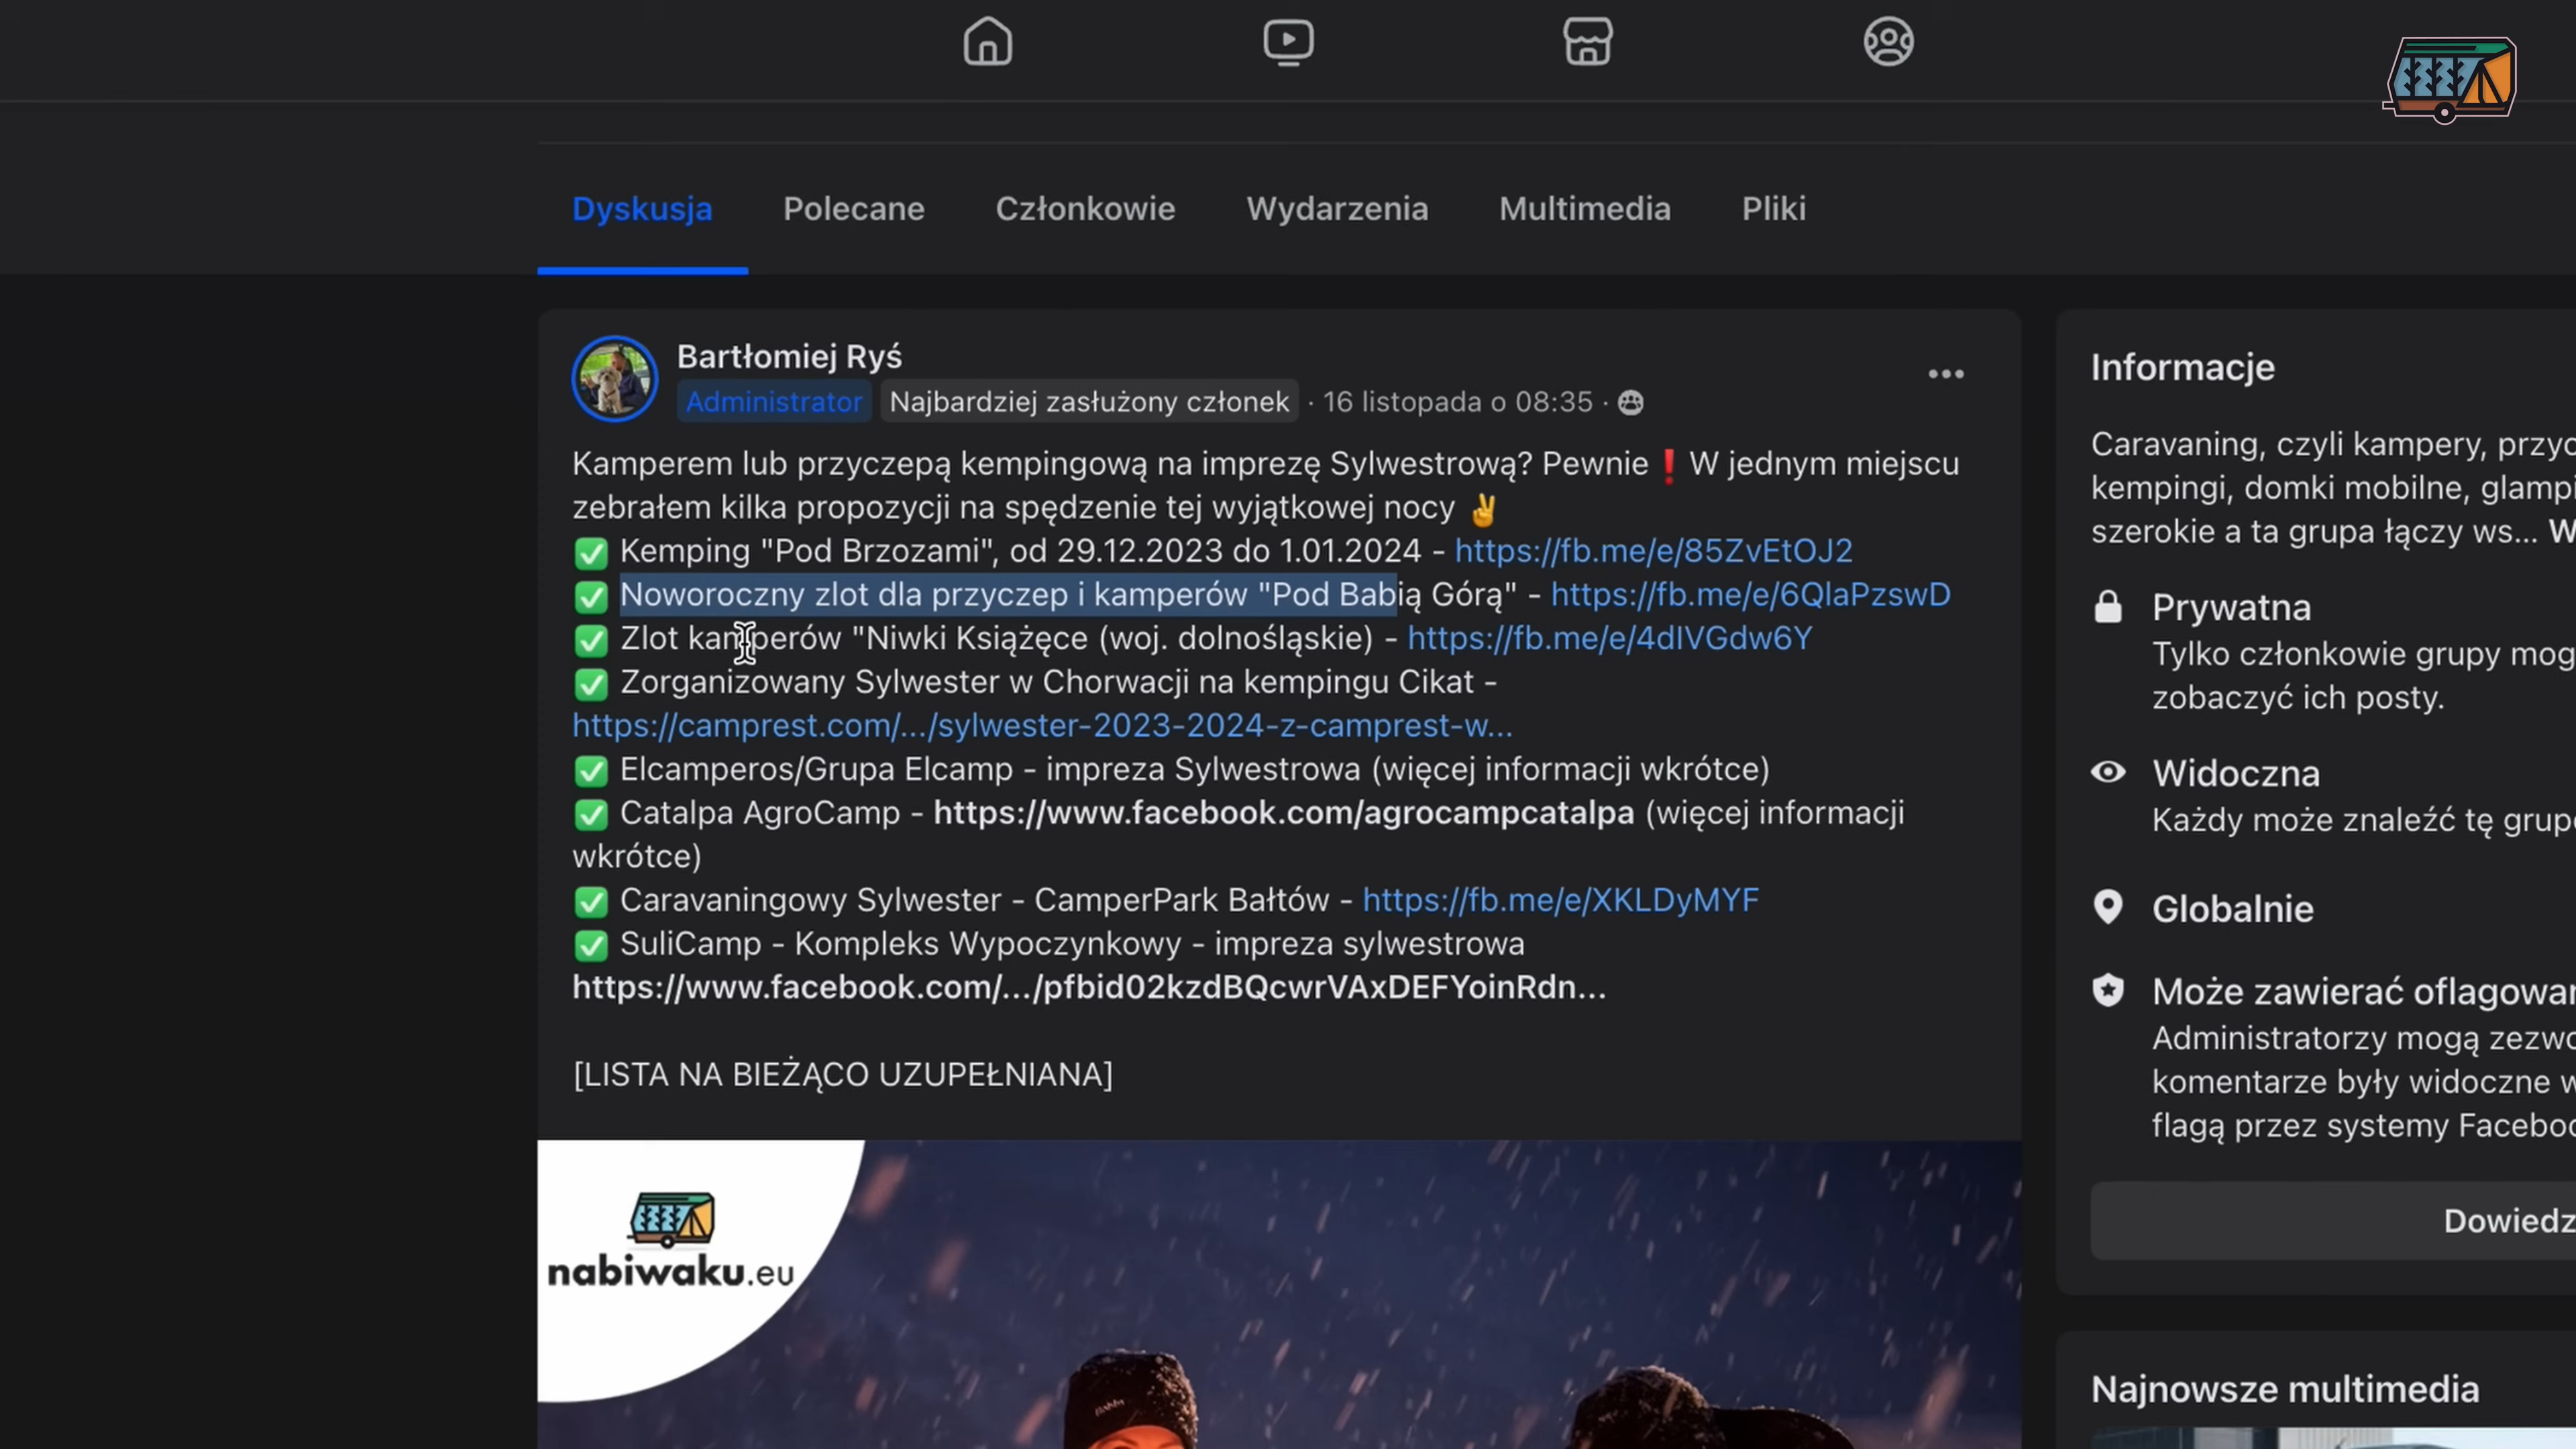 Dyskusja Polecane Członkowie Wydarzenia Multimedia Pliki
Bartłomiej Ryś
Administrator Najbardziej zasłużony członek · 16 listopada o 08:35 ·
Kamperem lub przyczepą kempingową na imprezę Sylwestrową? Pewnie❗W jednym miejscu
zebrałem kilka propozycji na spędzenie tej wyjątkowej nocy ✌
✅ Kemping "Pod Brzozami", od 29.12.2023 do 1.01.2024 - https://fb.me/e/85ZvEtOJ2
✅ Noworoczny zlot dla przyczep i kamperów "Pod Babią Górą" - https://fb.me/e/6QlaPzswD
✅ Zlot kamperów "Niwki Książęce (woj. dolnośląskie) - https://fb.me/e/4dIVGdw6Y
✅ Zorganizowany Sylwester w Chorwacji na kempingu Cikat -
https://camprest.com/.../sylwester-2023-2024-z-camprest-w...
✅ Elcamperos/Grupa Elcamp - impreza Sylwestrowa (więcej informacji wkrótce)
✅ Catalpa AgroCamp - https://www.facebook.com/agrocampcatalpa (więcej informacji
wkrótce)
✅ Caravaningowy Sylwester - CamperPark Bałtów - https://fb.me/e/XKLDyMYF
✅ SuliCamp - Kompleks Wypoczynkowy - impreza sylwestrowa
https://www.facebook.com/.../pfbid02kzdBQcwrVAxDEFYoinRdn...
[LISTA NA BIEŻĄCO UZUPEŁNIANA]
nabiwaku.eu
Informacje
Caravaning, czyli kampery, przyc
kempingi, domki mobilne, glampi
szerokie a ta grupa łączy ws... W
Prywatna
Tylko członkowie grupy mog
zobaczyć ich posty.
Widoczna
Każdy może znaleźć tę grup
Globalnie
Może zawierać oflagowan
Administratorzy mogą zezwo
komentarze były widoczne w
flagą przez systemy Faceboo
Dowiedz
Najnowsze multimedia